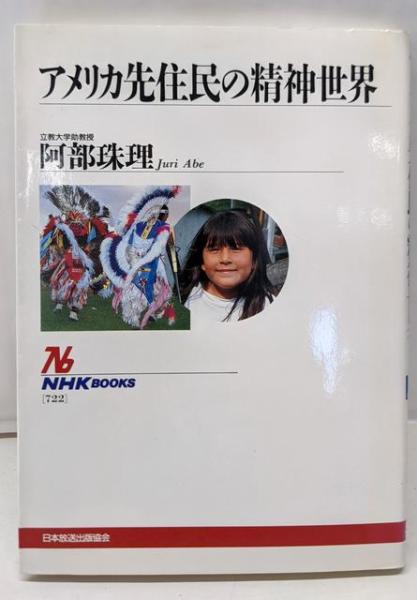 アメリカ先住民の精神世界
立教大学助教授
阿部珠理 Juri Abe
NHK BOOKS
[722]
日本放送出版協会